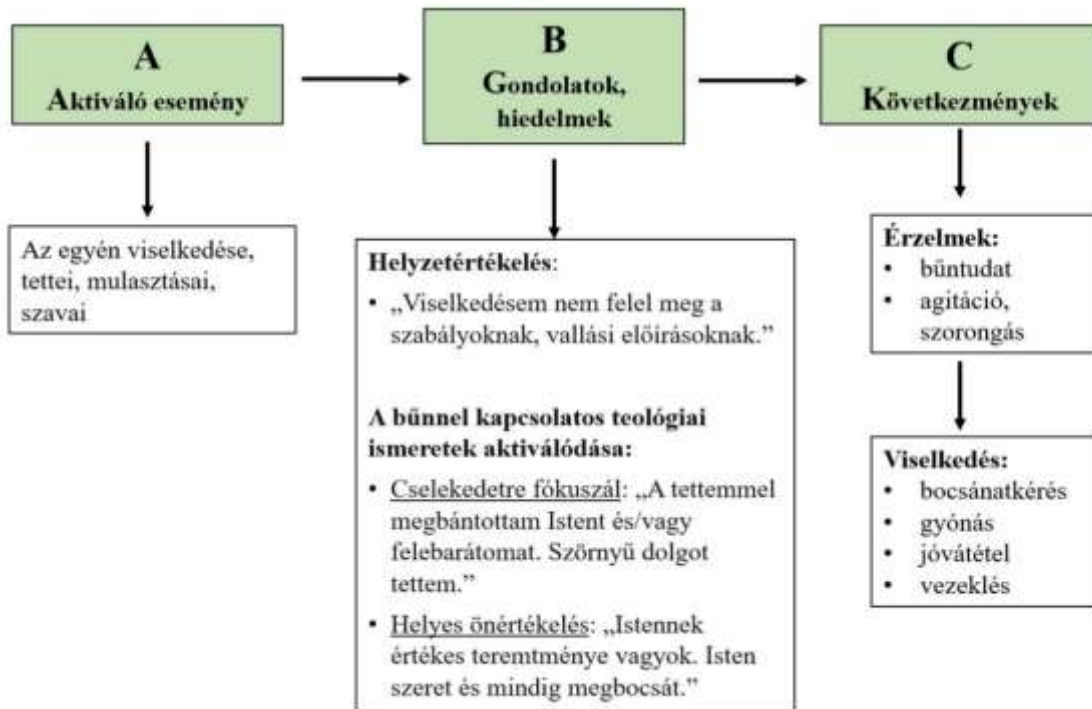 A
Aktiváló esemény
Az egyén viselkedése,
tettei, mulasztásai,
szavai
B
Gondolatok,
hiedelmek
Helyzetértékelés:
• „Viselkedésem nem felel meg a
szabályoknak, vallási előírásoknak.”
A bűnnel kapcsolatos teológiai
ismeretek aktiválódása:
• Cselekedetre fókuszál: „A tettemmel
megbántottam Istent és/vagy
felebarátomat. Szörnyű dolgot
tettem.”
• Helyes önértékelés: „Istennek
értékes teremtménye vagyok. Isten
szeret és mindig megbocsát.”
C
Következmények
Érzelmek:
• bűntudat
• agitáció,
szorongás
Viselkedés:
• bocsánatkérés
• gyónás
• jóvátétel
• vezeklés